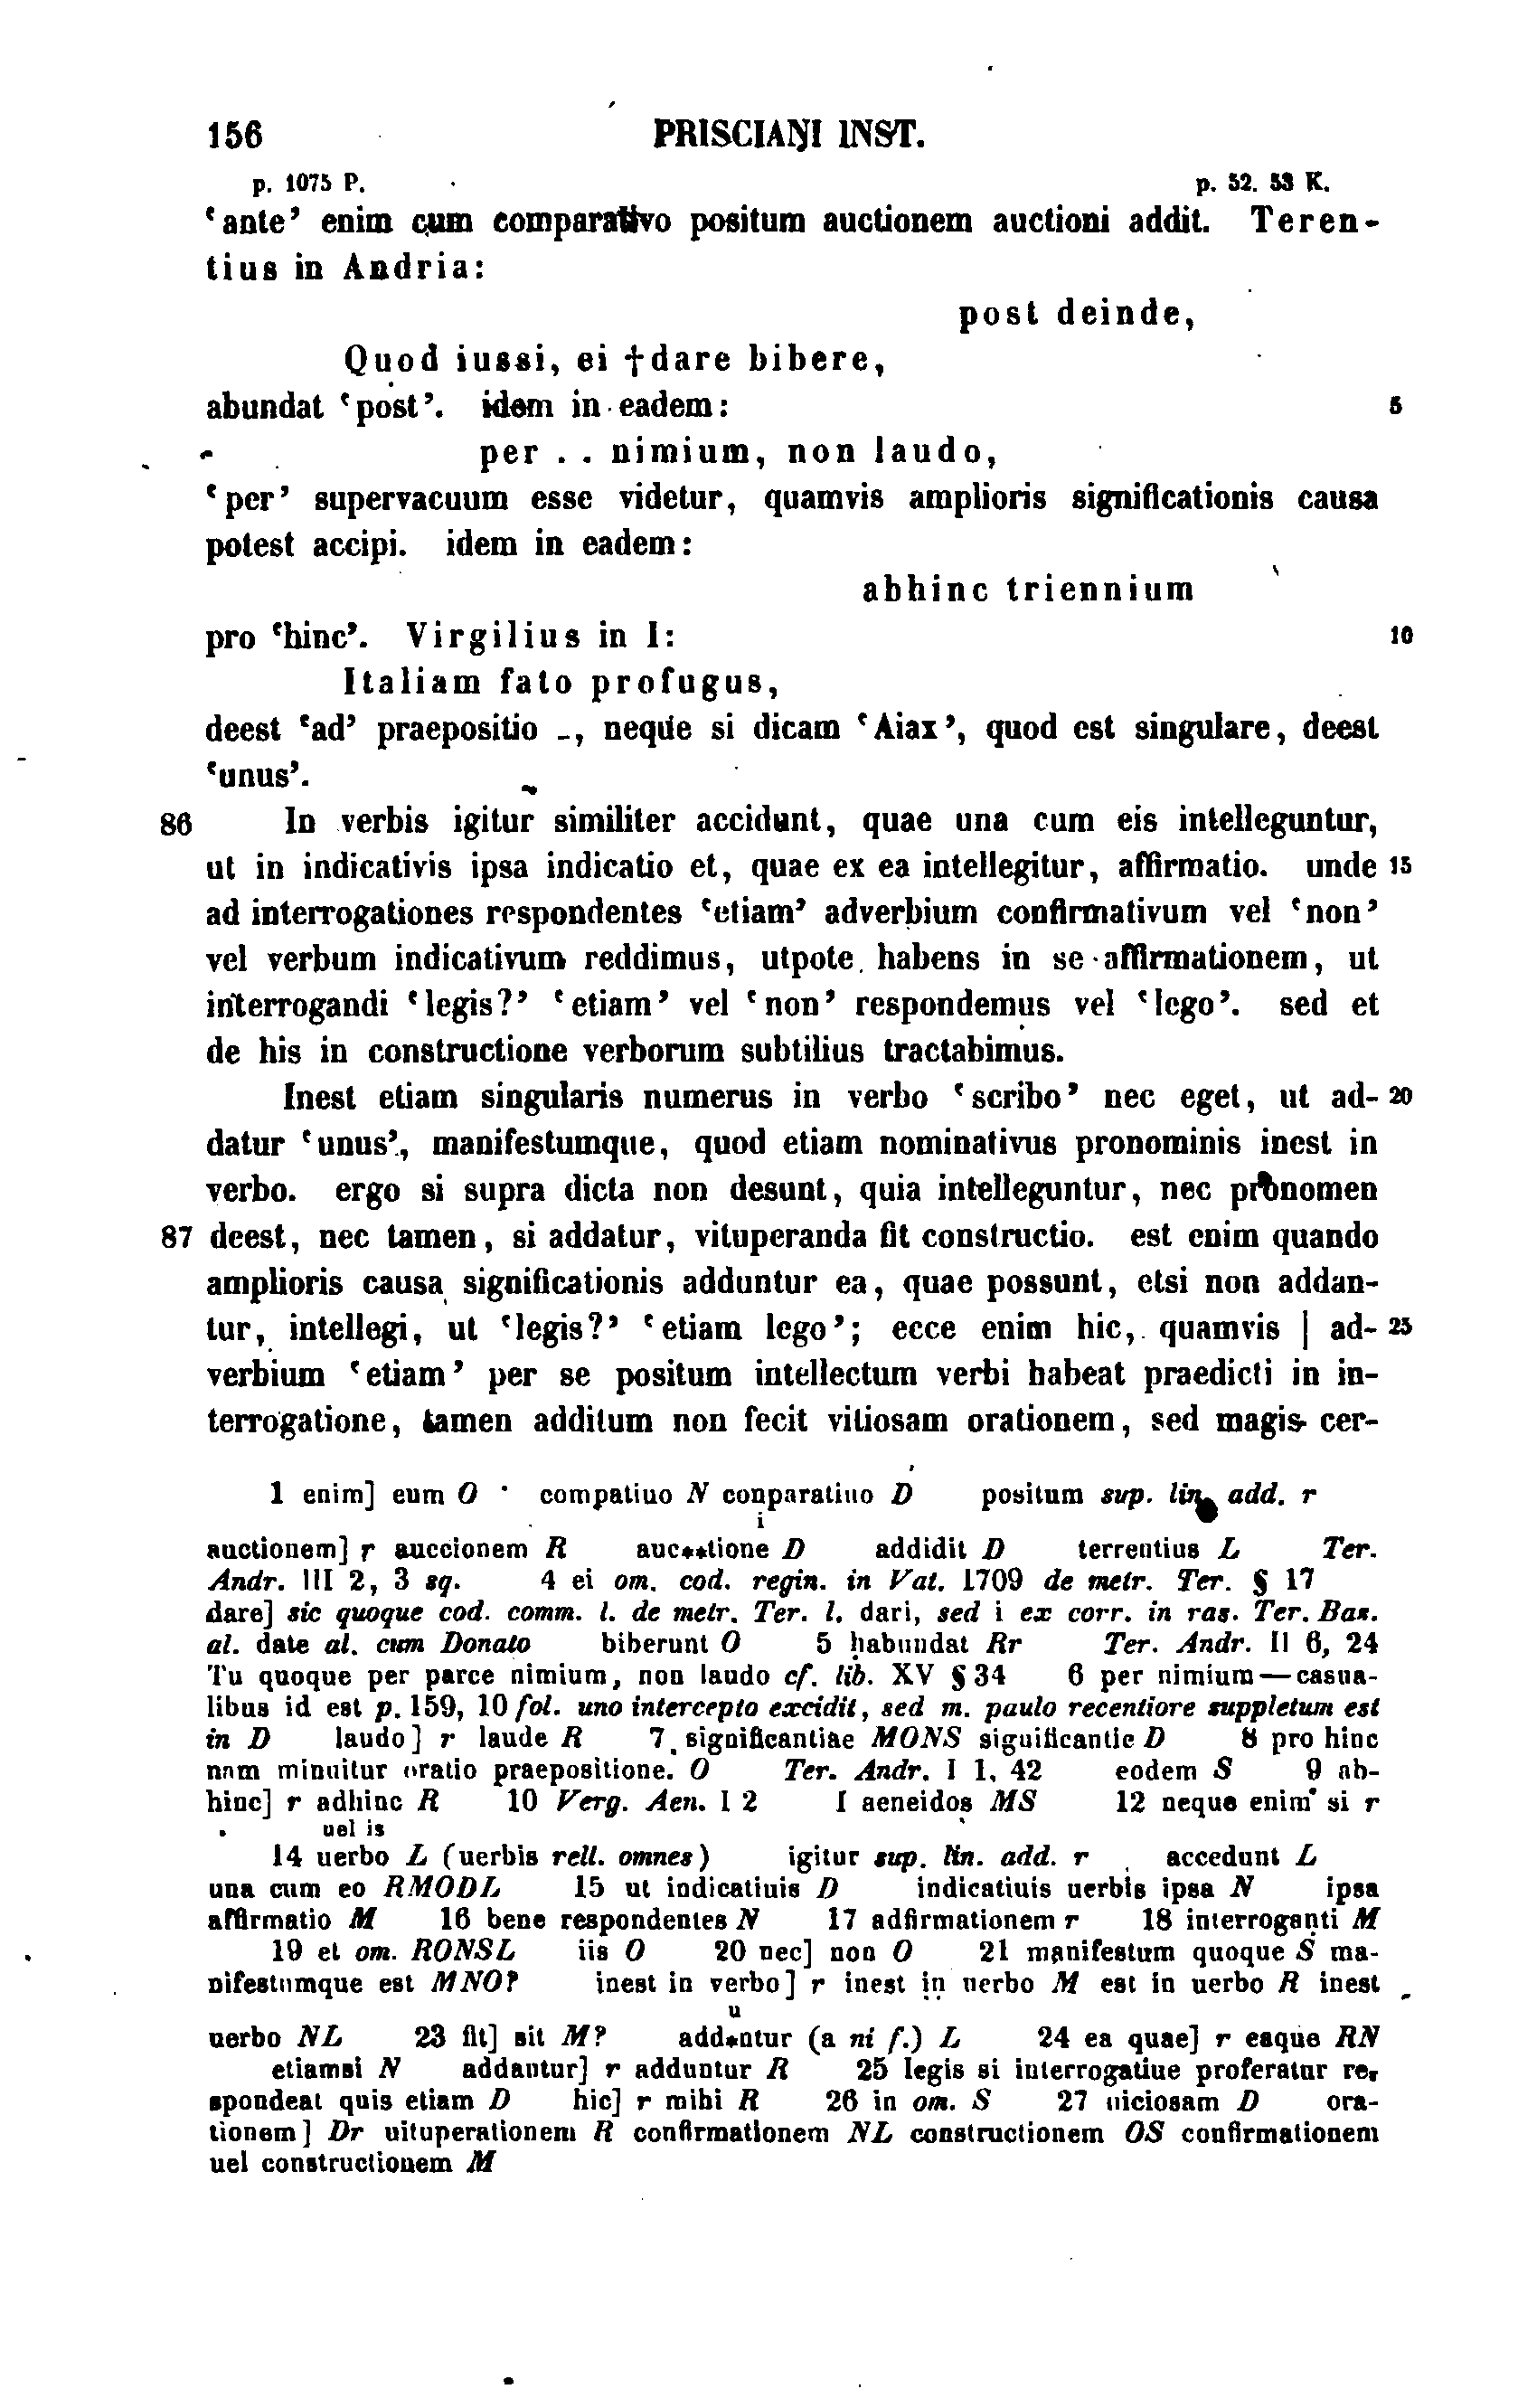 156 PRISCIANI INST.
p. 1075 P. p. 52. 53 K.
‘ante’ enim cum comparativo positum auctionem auctioni addit. Teren-
tius in Andria:
post deinde,
Quod iussi, ei †dare bibere,
abundat ‘post’. idem in eadem: 5
per . . nimium, non laudo,
‘per’ supervacuum esse videtur, quamvis amplioris significationis causa
potest accipi. idem in eadem:
abhinc triennium
pro ‘hinc’. Virgilius in I: 10
Italiam fato profugus,
deest ‘ad’ praepositio –, neque si dicam ‘Aiax’, quod est singulare, deest
‘unus’.
86 In verbis igitur similiter accidunt, quae una cum eis intelleguntur,
ut in indicativis ipsa indicatio et, quae ex ea intellegitur, affirmatio. unde 15
ad interrogationes respondentes ‘etiam’ adverbium confirmativum vel ‘non’
vel verbum indicativum reddimus, utpote habens in se affirmationem, ut
interrogandi ‘legis?’ ‘etiam’ vel ‘non’ respondemus vel ‘lego’. sed et
de his in constructione verborum subtilius tractabimus.
Inest etiam singularis numerus in verbo ‘scribo’ nec eget, ut ad- 20
datur ‘unus’, manifestumque, quod etiam nominativus pronominis inest in
verbo. ergo si supra dicta non desunt, quia intelleguntur, nec pronomen
87 deest, nec tamen, si addatur, vituperanda fit constructio. est enim quando
amplioris causa significationis adduntur ea, quae possunt, etsi non addan-
tur, intellegi, ut ‘legis?’ ‘etiam lego’; ecce enim hic, quamvis | ad- 25
verbium ‘etiam’ per se positum intellectum verbi habeat praedicti in in-
terrogatione, tamen additum non fecit vitiosam orationem, sed magis cer-
1 enim] eum O compatiuo N conparatiuo D positum sup. lin. add. r
i
auctionem] r auccionem R auc**tione D addidit D terrentius L Ter.
Andr. III 2, 3 sq. 4 ei om. cod. regin. in Vat. 1709 de metr. Ter. § 17
dare] sic quoque cod. comm. l. de metr. Ter. l. dari, sed i ex corr. in ras. Ter. Bas.
al. date al. cum Donato biberunt O 5 habundat Rr Ter. Andr. II 6, 24
Tu quoque per parce nimium, non laudo cf. lib. XV § 34 6 per nimium—casua-
libus id est p. 159, 10 fol. uno intercepto excidit, sed m. paulo recentiore suppletum est
in D laudo] r laude R 7 significantiae MONS significantie D 8 pro hinc
nam minuitur oratio praepositione. O Ter. Andr. I 1, 42 eodem S 9 ab-
hinc] r adhinc R 10 Verg. Aen. I 2 I aeneidos MS 12 neque enim si r
uel is
14 uerbo L (uerbis rell. omnes) igitur sup. lin. add. r accedunt L
una cum eo RMODL 15 ut indicatiuis D indicatiuis uerbis ipsa N ipsa
affirmatio M 16 bene respondentes N 17 adfirmationem r 18 interroganti M
19 et om. RONSL iis O 20 nec] non O 21 manifestum quoque S ma-
nifestumque est MNO? inest in verbo] r inest in uerbo M est in uerbo R inest
u
uerbo NL 23 fit] sit M? add*ntur (a ni f.) L 24 ea quae] r eaque RN
etiamsi N addantur] r adduntur R 25 legis si interrogatiue proferatur re-
spondeat quis etiam D hic] r mihi R 26 in om. S 27 uiciosam D ora-
tionem] Dr uituperationem R confirmationem NL constructionem OS confirmationem
uel constructionem M